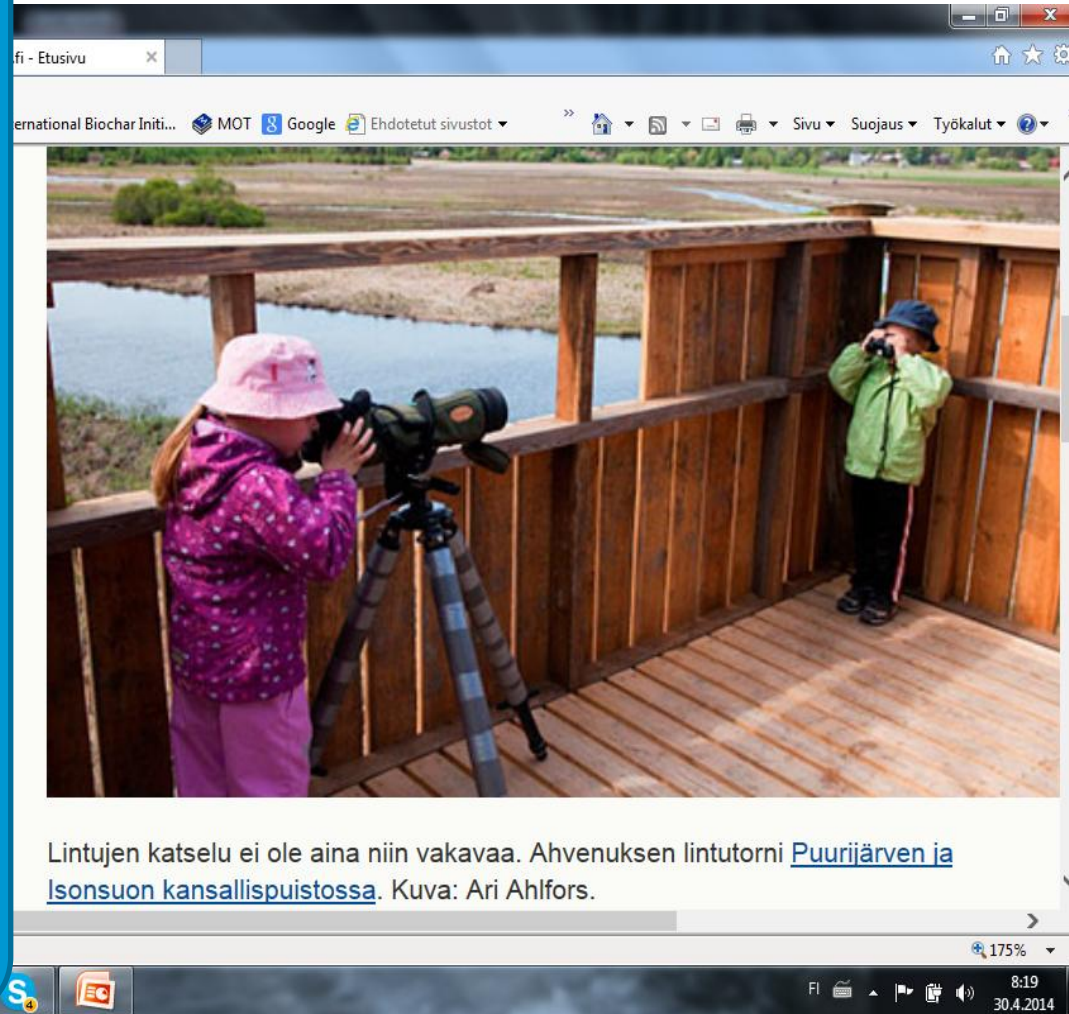 .fi - Etusivu
ernational Biochar Initi... MOT Google Ehdotetut sivustot Sivu Suojaus Työkalut
Lintujen katselu ei ole aina niin vakavaa. Ahvenuksen lintutorni Puurijärven ja
Isonsuon kansallispuistossa. Kuva: Ari Ahlfors.
175%
FI 8:19
30.4.2014